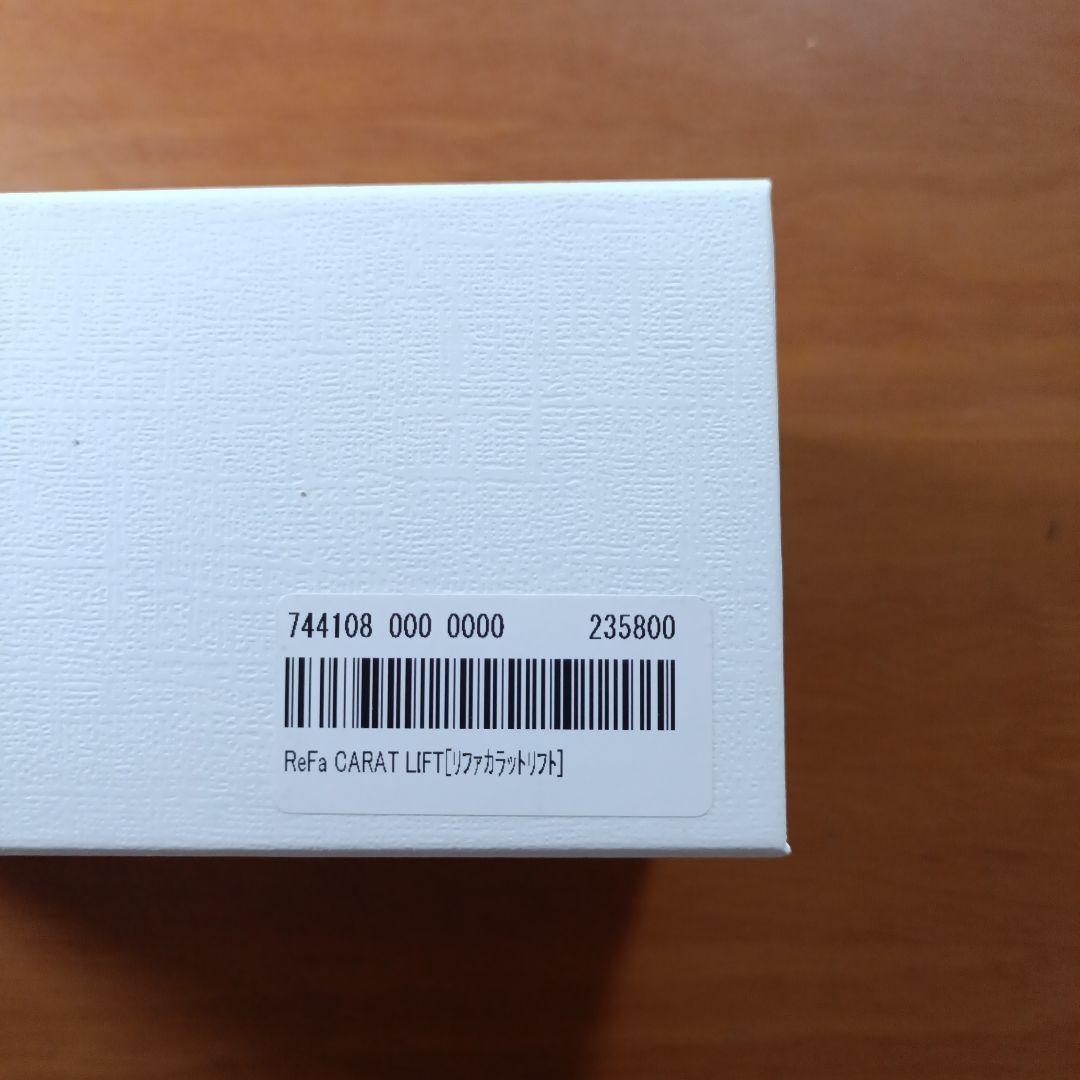 744108 000 0000 235800
ReFa CARAT LIFT[ﾘﾌｧｶﾗｯﾄﾘﾌﾄ]